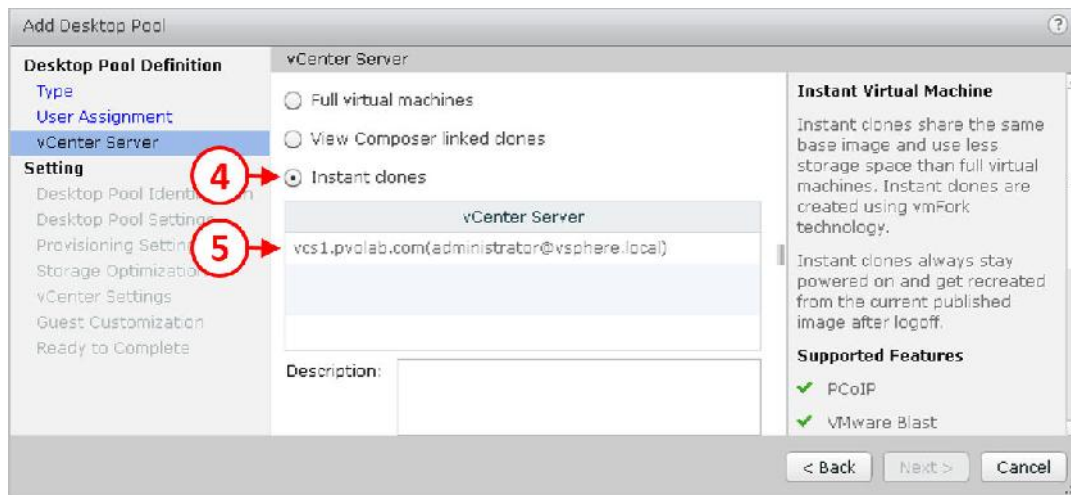 Add Desktop Pool
?
Desktop Pool Definition
Type
User Assignment
vCenter Server
Setting
Desktop Pool Identification
Desktop Pool Settings
Provisioning Settings
Storage Optimization
vCenter Settings
Guest Customization
Ready to Complete
vCenter Server
Full virtual machines
View Composer linked clones
4
Instant clones
vCenter Server
5
vcs1.pvolab.com(administrator@vsphere.local)
Description:
Instant Virtual Machine
Instant clones share the same
base image and use less
storage space than full virtual
machines. Instant clones are
created using vmFork
technology.
Instant clones always stay
powered on and get recreated
from the current published
image after logoff.
Supported Features
PCoIP
VMware Blast
< Back
Next >
Cancel